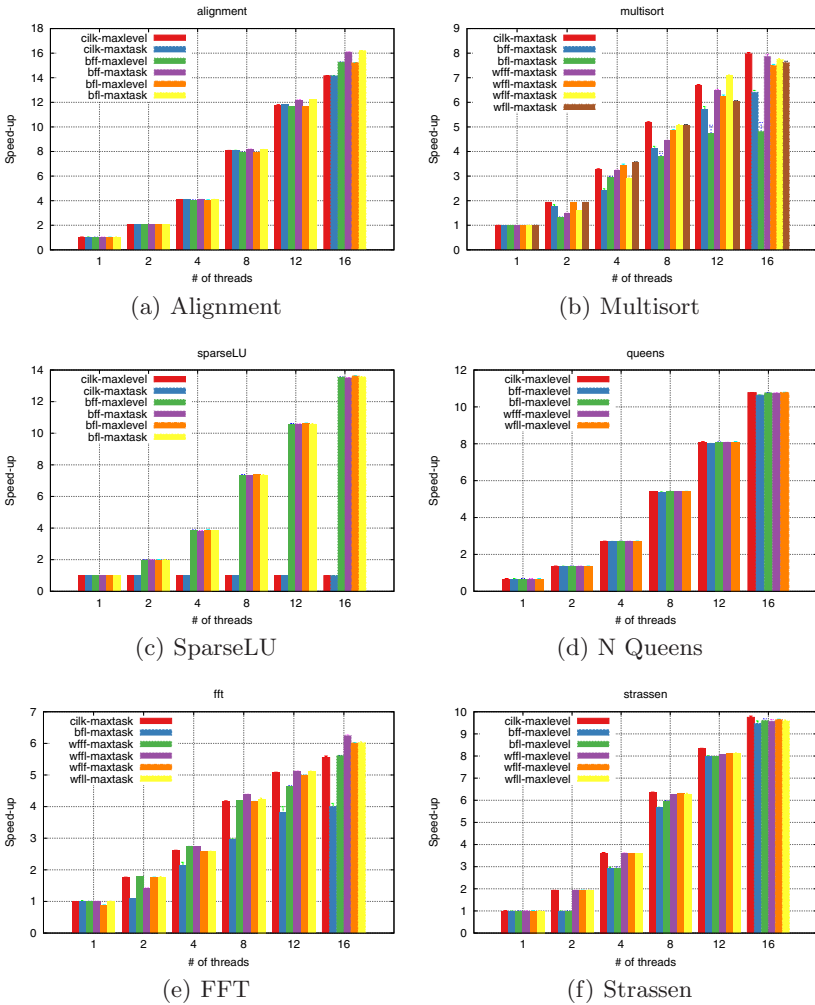 alignment
18
16
14
12
10
8
6
4
2
0
Speed-up
cilk-maxlevel
cilk-maxtask
bff-maxlevel
bff-maxtask
bfl-maxlevel
bfl-maxtask
1 2 4 8 12 16
# of threads
(a) Alignment
multisort
9
8
7
6
5
4
3
2
1
0
Speed-up
cilk-maxtask
bff-maxtask
bfl-maxtask
wfff-maxtask
wffl-maxtask
wflf-maxtask
wfll-maxtask
1 2 4 8 12 16
# of threads
(b) Multisort
sparseLU
14
12
10
8
6
4
2
0
Speed-up
cilk-maxlevel
cilk-maxtask
bff-maxlevel
bff-maxtask
bfl-maxlevel
bfl-maxtask
1 2 4 8 12 16
# of threads
(c) SparseLU
queens
12
10
8
6
4
2
0
Speed-up
cilk-maxlevel
bff-maxlevel
bfl-maxlevel
wfff-maxlevel
wfll-maxlevel
1 2 4 8 12 16
# of threads
(d) N Queens
fft
7
6
5
4
3
2
1
0
Speed-up
cilk-maxtask
bfl-maxtask
wfff-maxtask
wffl-maxtask
wflf-maxtask
wfll-maxtask
1 2 4 8 12 16
# of threads
(e) FFT
strassen
10
9
8
7
6
5
4
3
2
1
0
Speed-up
cilk-maxlevel
bff-maxlevel
bfl-maxlevel
wffl-maxlevel
wflf-maxlevel
wfll-maxlevel
1 2 4 8 12 16
# of threads
(f) Strassen